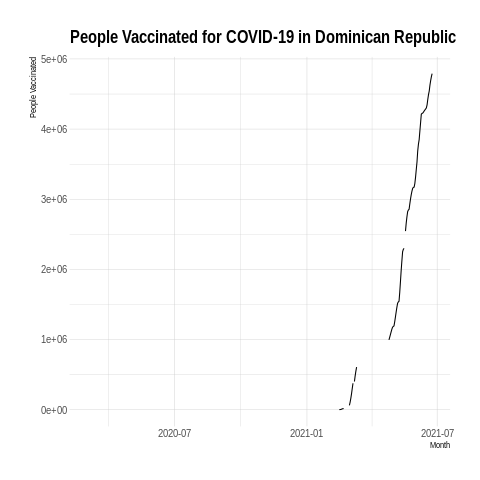 People Vaccinated for COVID-19 in Dominican Republic
People Vaccinated
5e+06
4e+06
3e+06
2e+06
1e+06
0e+00
2020-07
2021-01
2021-07
Month